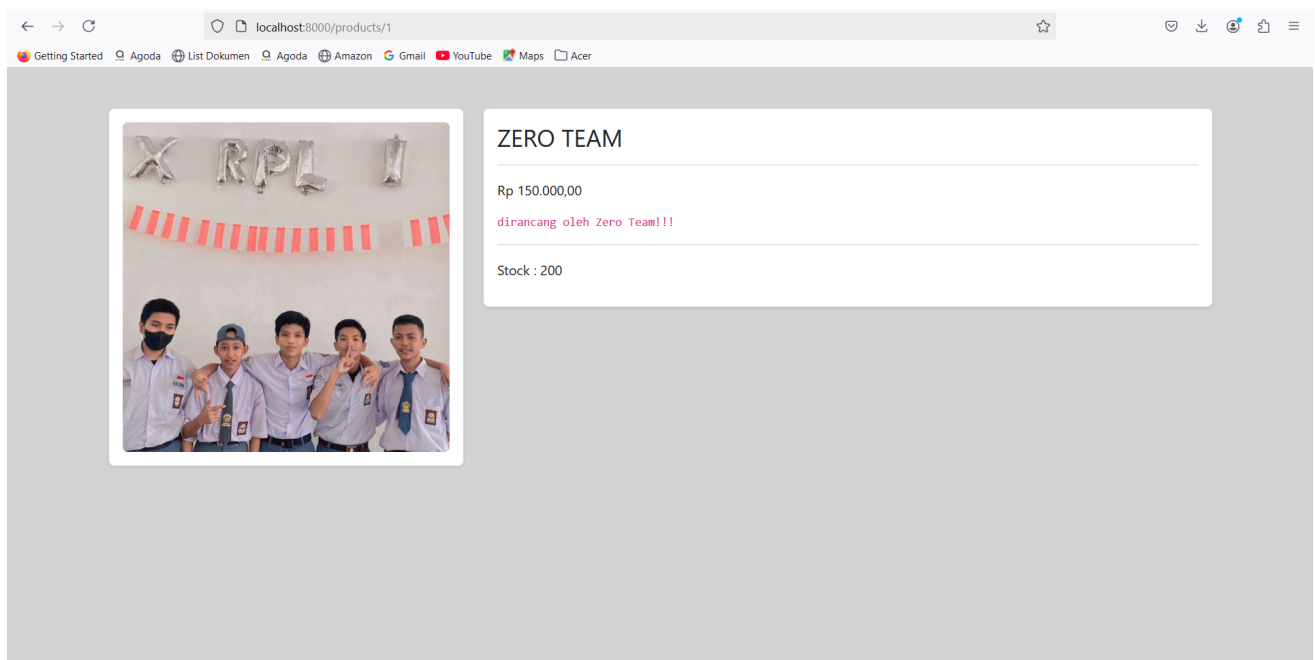 localhost:8000/products/1
Getting Started Agoda List Dokumen Agoda Amazon Gmail YouTube Maps Acer
X RPL 1
ZERO TEAM
Rp 150.000,00
dirancang oleh Zero Team!!!
Stock : 200